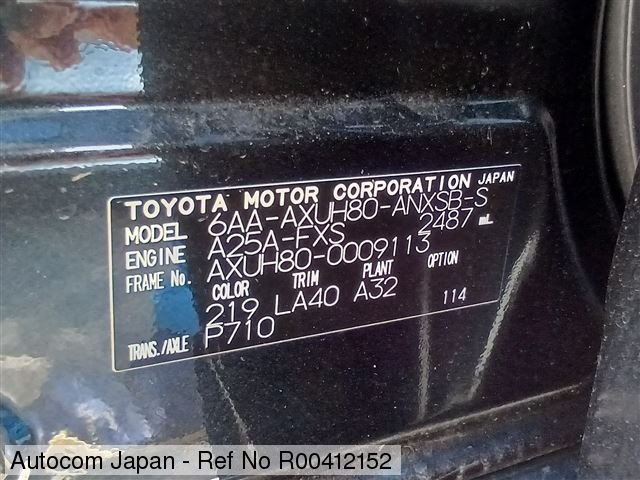 TOYOTA MOTOR CORPORATION JAPAN
MODEL 6AA-AXUH80-ANXSB-S
ENGINE A25A-FXS 2487 mL
FRAME No. AXUH80-0009113
COLOR TRIM PLANT OPTION
219 LA40 A32 114
TRANS./AXLE P710
Autocom Japan - Ref No R00412152